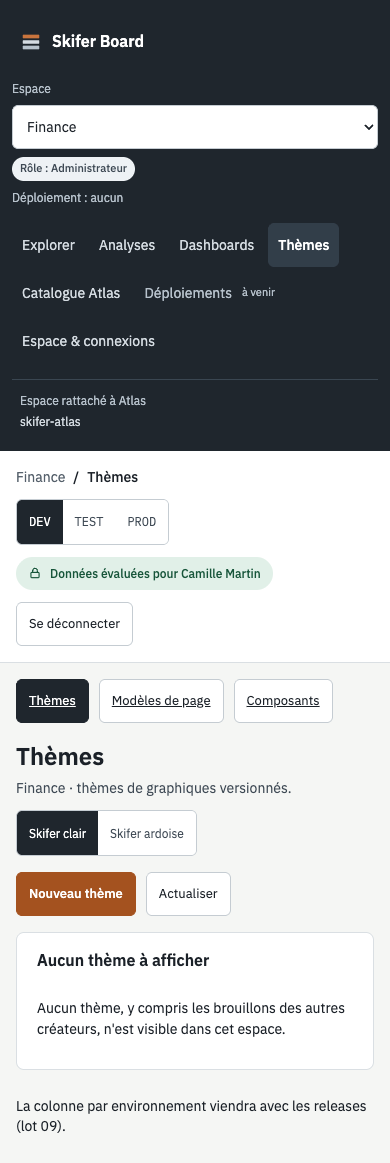 Skifer Board
Espace
Finance
Rôle : Administrateur
Déploiement : aucun
Explorer Analyses Dashboards Thèmes
Catalogue Atlas Déploiements à venir
Espace & connexions
Espace rattaché à Atlas
skifer-atlas
Finance / Thèmes
DEV TEST PROD
Données évaluées pour Camille Martin
Se déconnecter
Thèmes Modèles de page Composants
Thèmes
Finance · thèmes de graphiques versionnés.
Skifer clair Skifer ardoise
Nouveau thème Actualiser
Aucun thème à afficher
Aucun thème, y compris les brouillons des autres
créateurs, n'est visible dans cet espace.
La colonne par environnement viendra avec les releases
(lot 09).